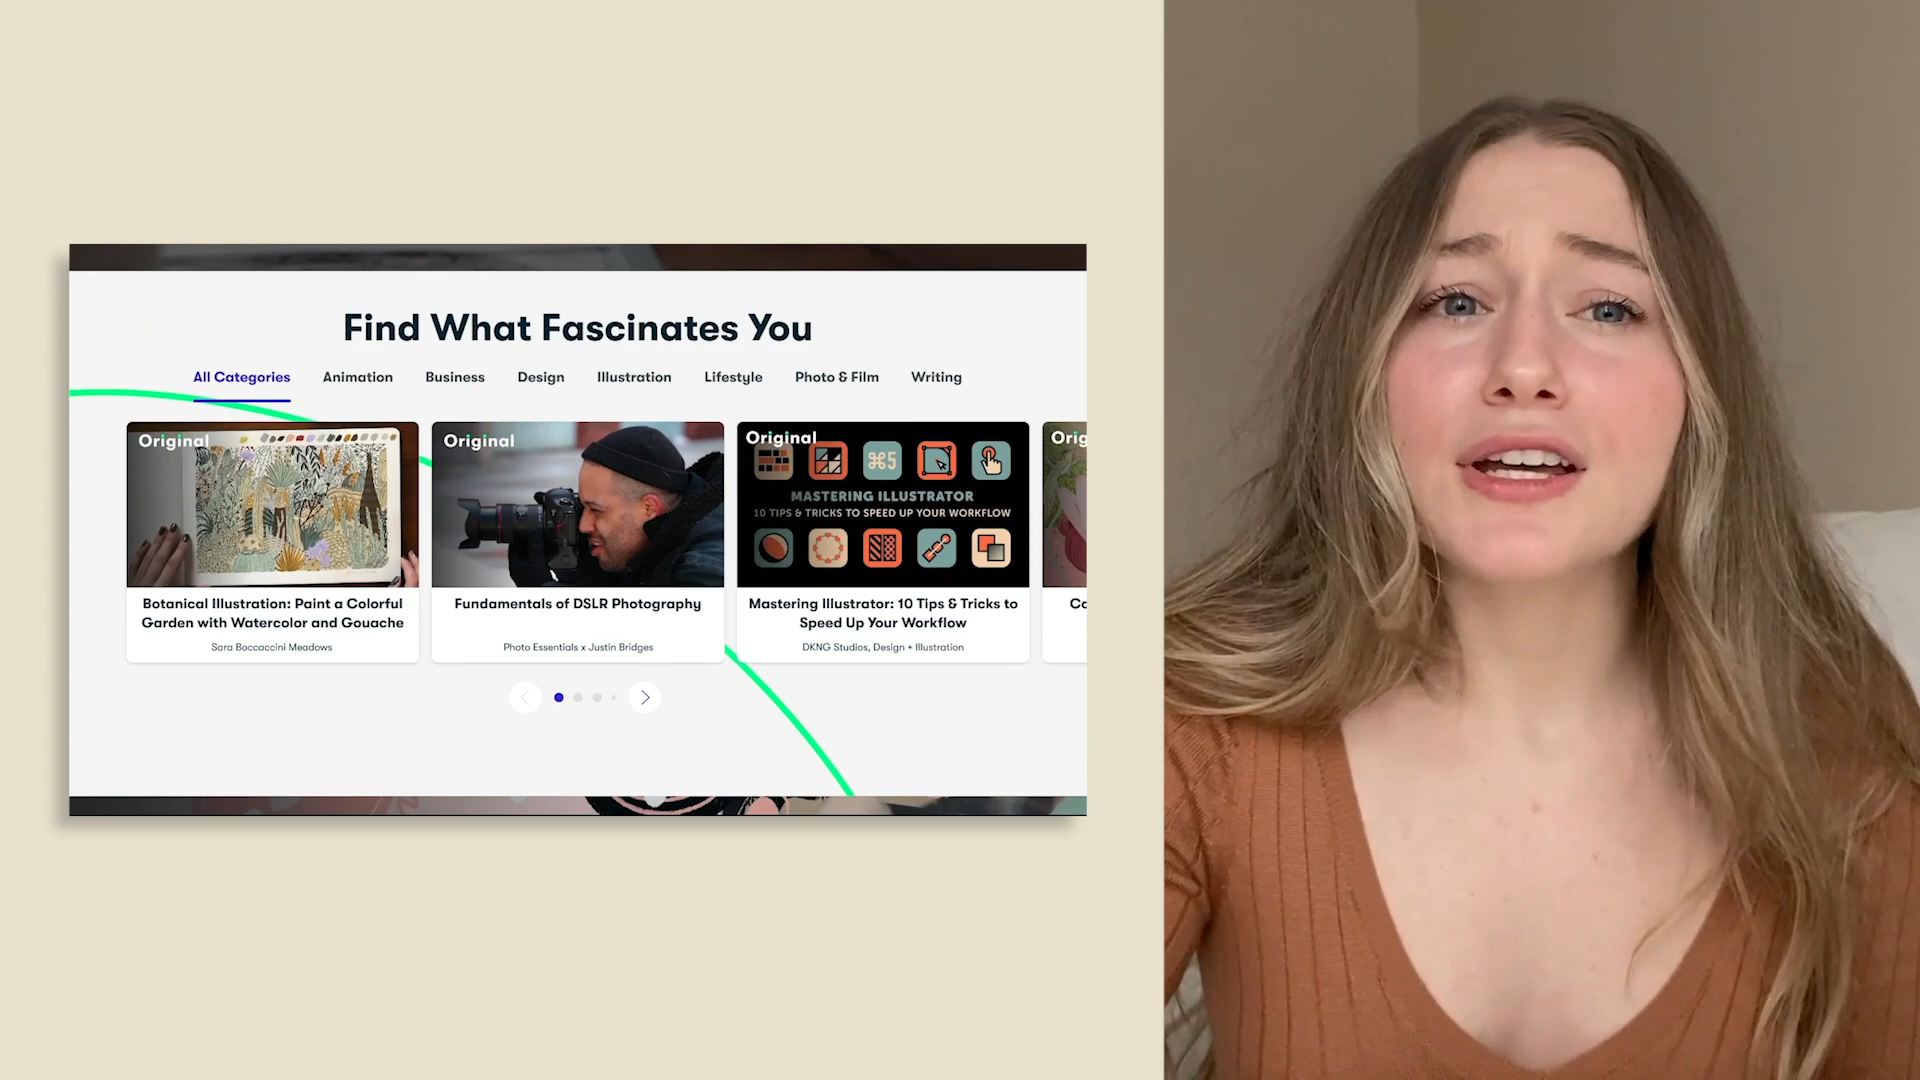 Find What Fascinates You
All Categories Animation Business Design Illustration Lifestyle Photo & Film Writing
Original
Botanical Illustration: Paint a Colorful
Garden with Watercolor and Gouache
Sara Boccaccini Meadows
Original
Fundamentals of DSLR Photography
Photo Essentials x Justin Bridges
Original
⌘5
MASTERING ILLUSTRATOR
10 TIPS & TRICKS TO SPEED UP YOUR WORKFLOW
Mastering Illustrator: 10 Tips & Tricks to
Speed Up Your Workflow
DKNG Studios, Design + Illustration
Orig
Co